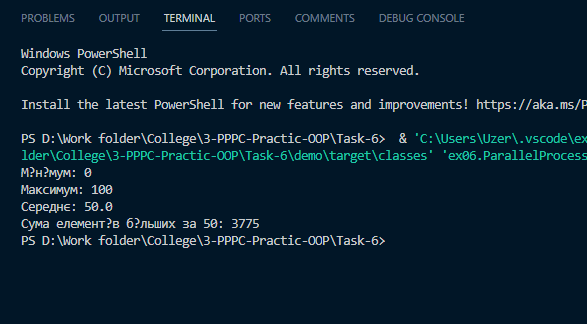 PROBLEMS OUTPUT TERMINAL PORTS COMMENTS DEBUG CONSOLE
Windows PowerShell
Copyright (C) Microsoft Corporation. All rights reserved.
Install the latest PowerShell for new features and improvements! https://aka.ms/P
PS D:\Work folder\College\3-PPPC-Practic-OOP\Task-6> & 'C:\Users\Uzer\.vscode\ex
lder\College\3-PPPC-Practic-OOP\Task-6\demo\target\classes' 'ex06.ParallelProcess
М?н?мум: 0
Максимум: 100
Середнє: 50.0
Сума елемент?в б?льших за 50: 3775
PS D:\Work folder\College\3-PPPC-Practic-OOP\Task-6>